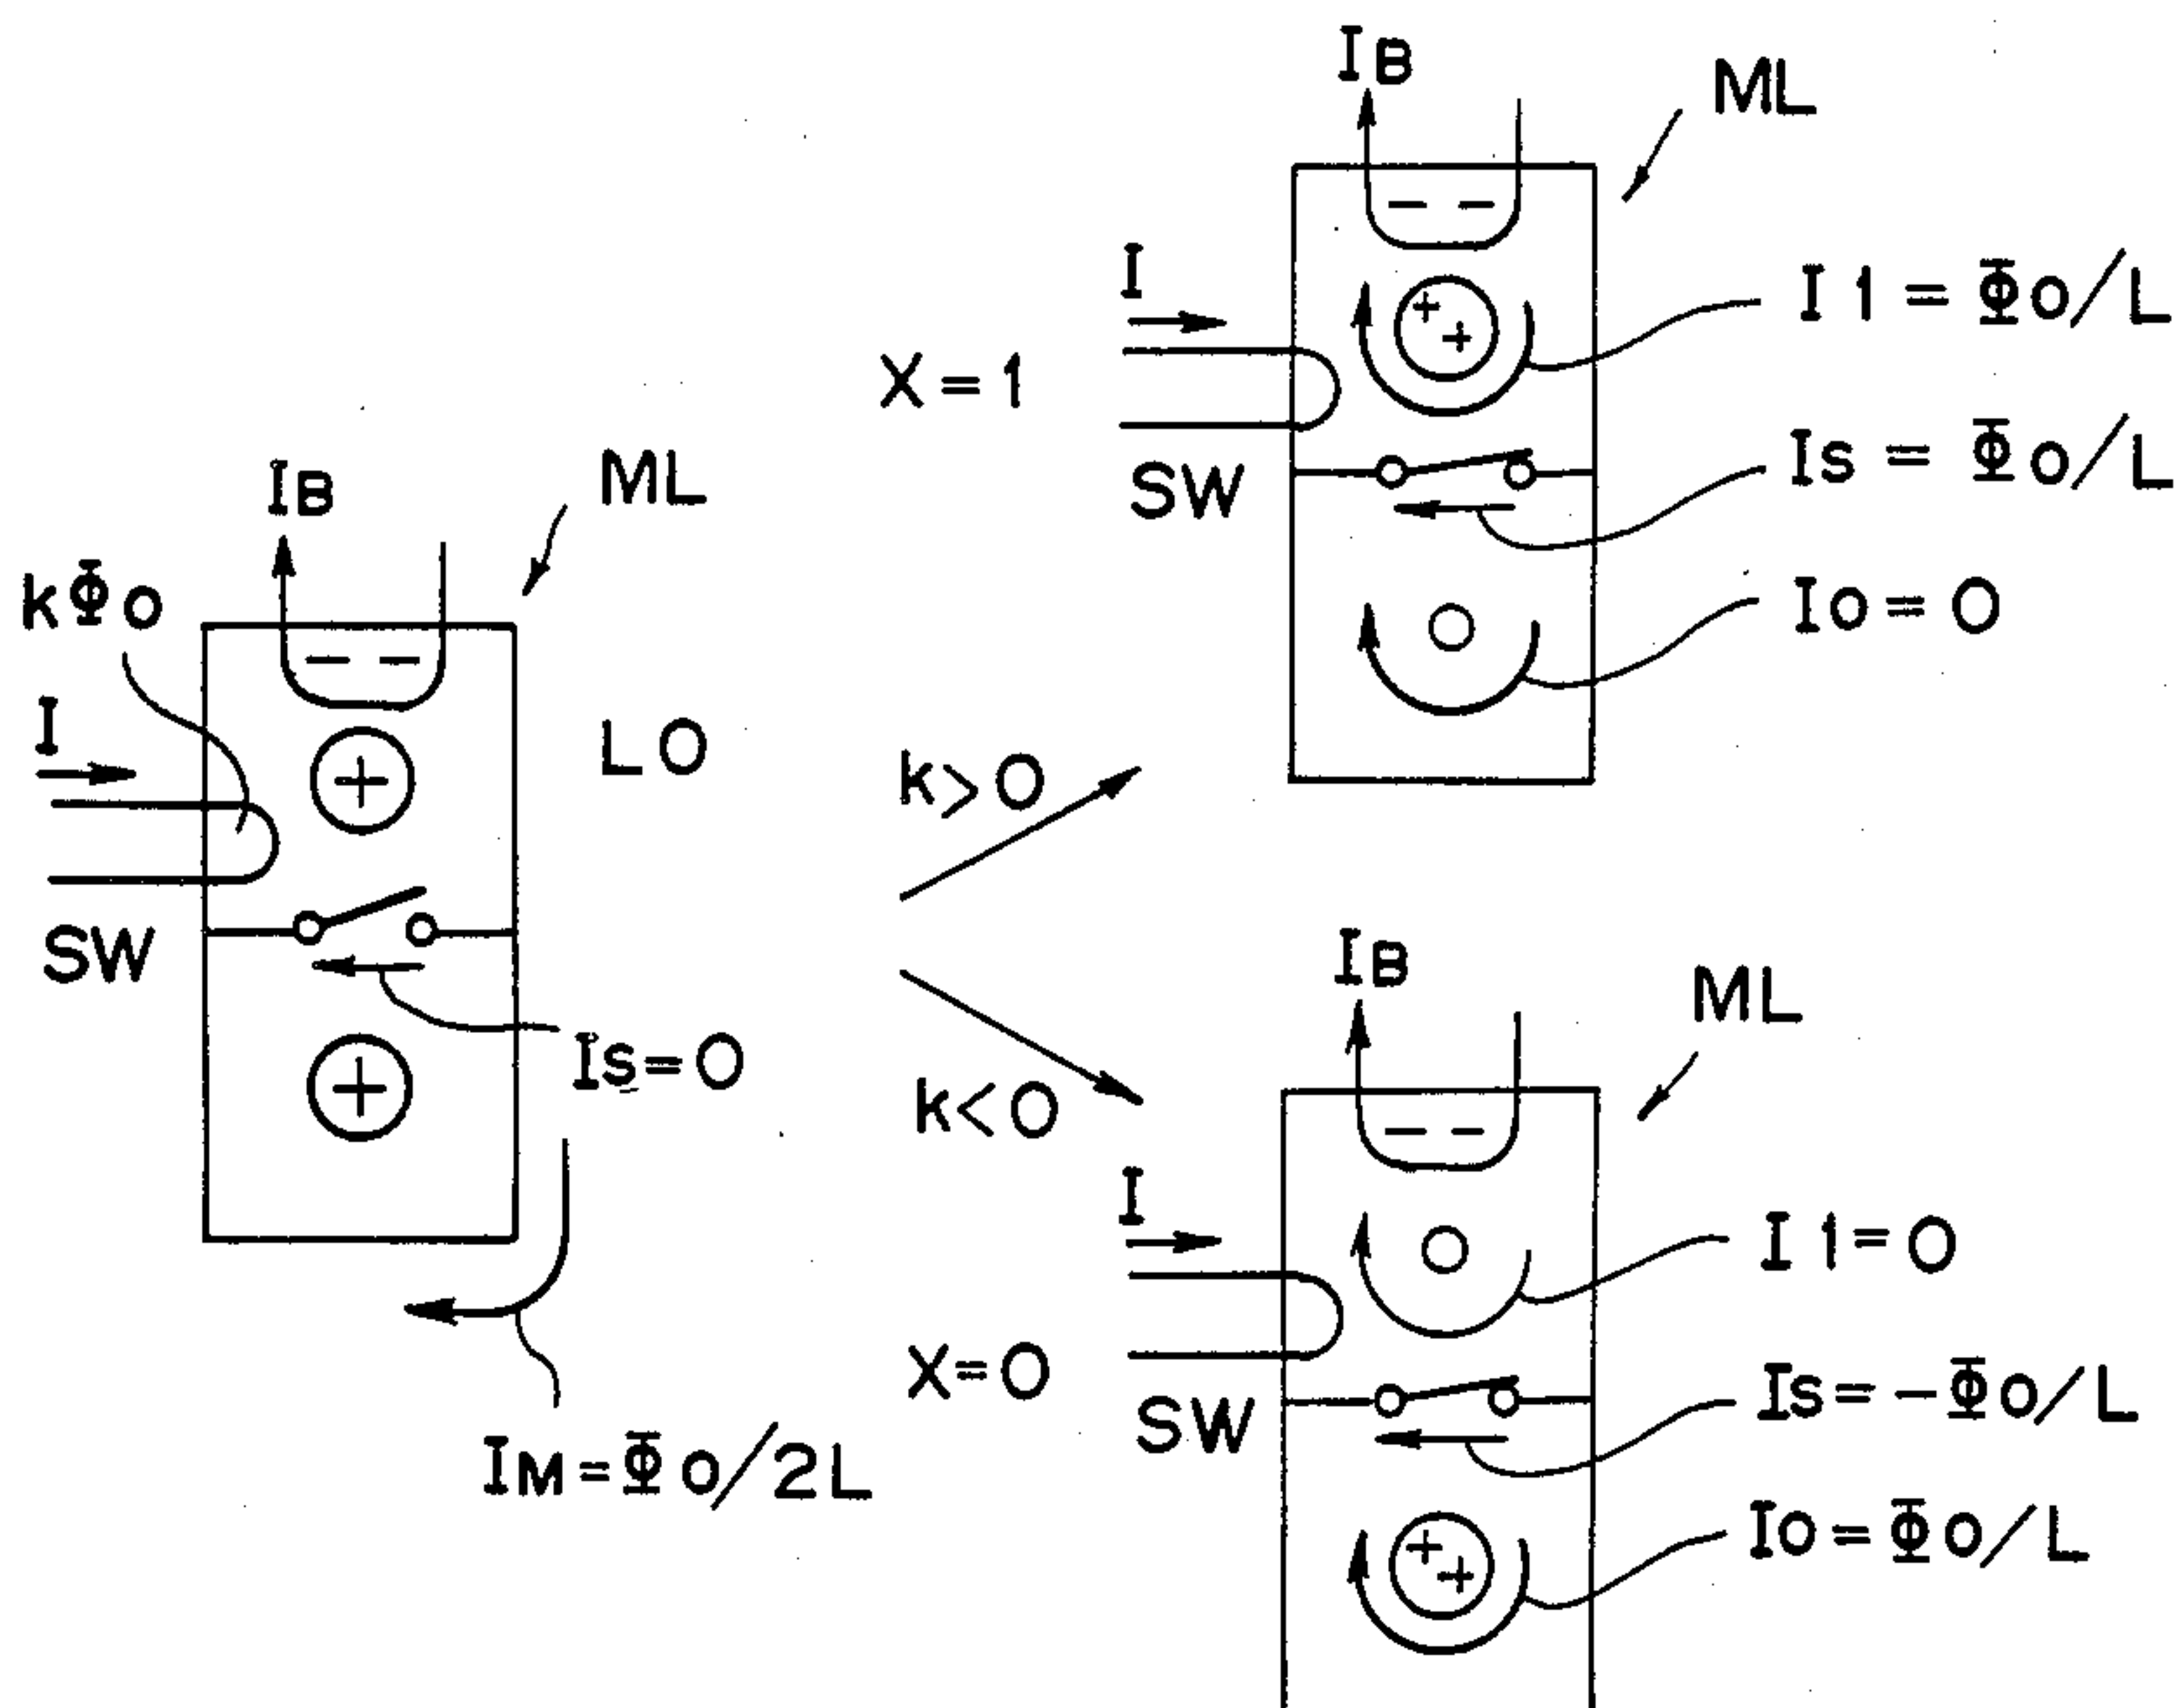 IB
ML
kΦo
I
LO
SW
Is=0
IM=Φo/2L
k>0
k<0
IB
ML
I
X=1
I1=Φo/L
SW
Is=Φo/L
Io=0
IB
ML
I
I1=0
X=0
SW
Is=-Φo/L
Io=Φo/L